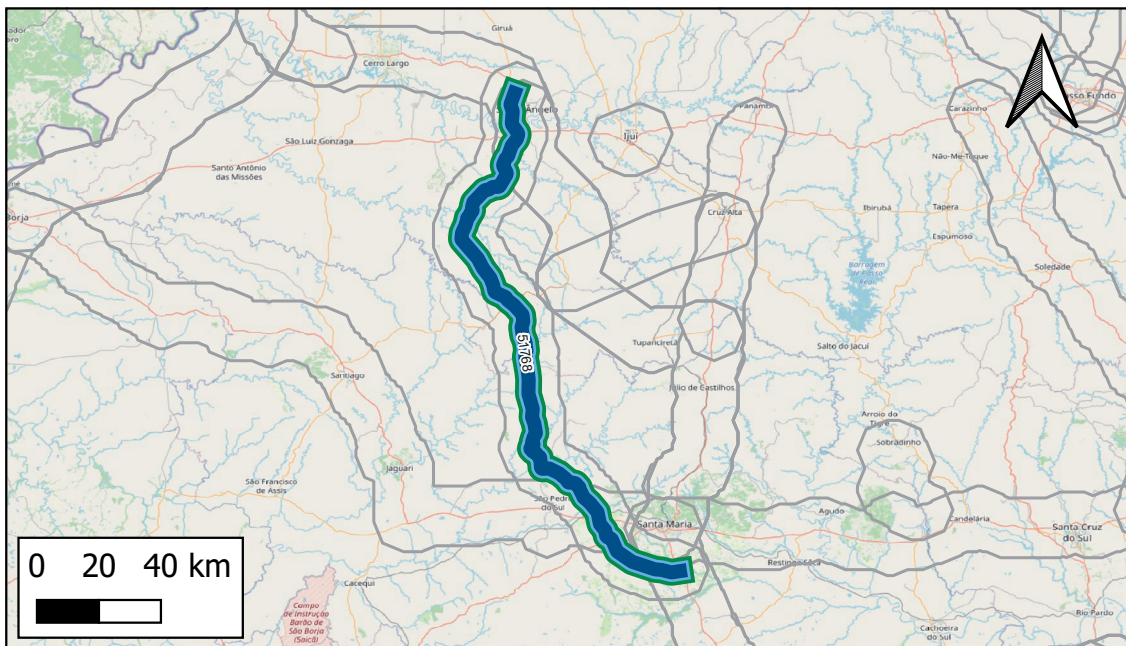 Giruá
Cerro Largo
Ijuí
Panambi
Carazinho
Não-Me-Toque
São Luiz Gonzaga
Santo Antônio
das Missões
Borja
Cruz Alta
Ibirubá
Tapera
Espumoso
Soledade
Barragem
de Passo
Real
51768
Tupanciretã
Salto do Jacuí
Santiago
Júlio de Castilhos
Arroio do
Tigre
Sobradinho
Jaguari
São Francisco
de Assis
São Pedro
do Sul
Santa Maria
Agudo
Candelária
Santa Cruz
do Sul
Restinga Sêca
0 20 40 km
Cacequi
Campo
de Instrução
Barão de
São Borja
(Saicã)
Rio Pardo
Cachoeira
do Sul